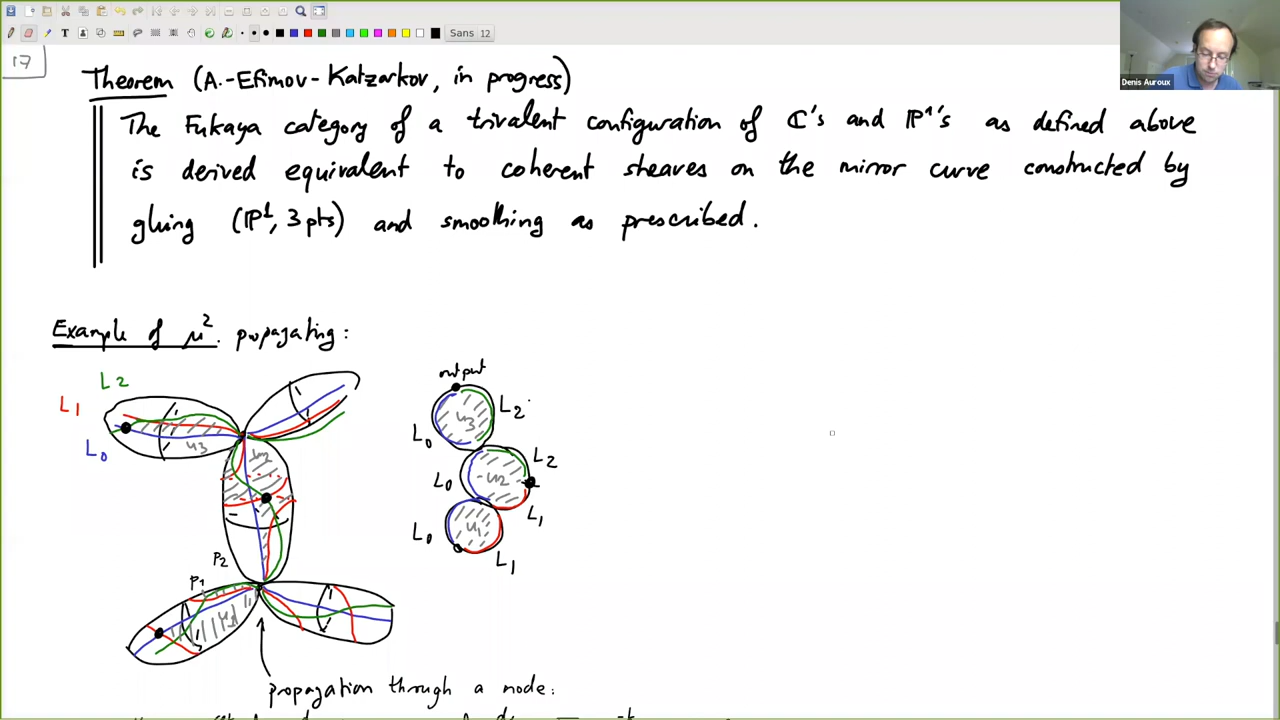 Sans 12
Denis Auroux
17
Theorem (A.-Efimov-Katzarkov, in progress)
The Fukaya category of a trivalent configuration of ℂ's and ℙ¹'s as defined above
is derived equivalent to coherent sheaves on the mirror curve constructed by
gluing (ℙ¹, 3 pts) and smoothing as prescribed.
Example of μ². propagating:
L2
L1
L0
u3
u2
P2
P1
u1
output
L0
u3
L2
L0
u2
L2
L1
L0
u1
L1
propagation through a node: